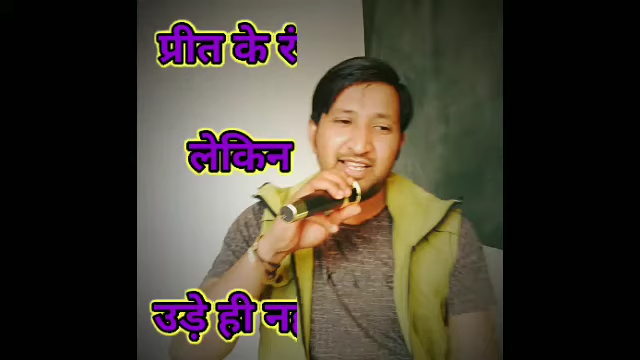 प्रीत के
लेकिन
उड़े ही